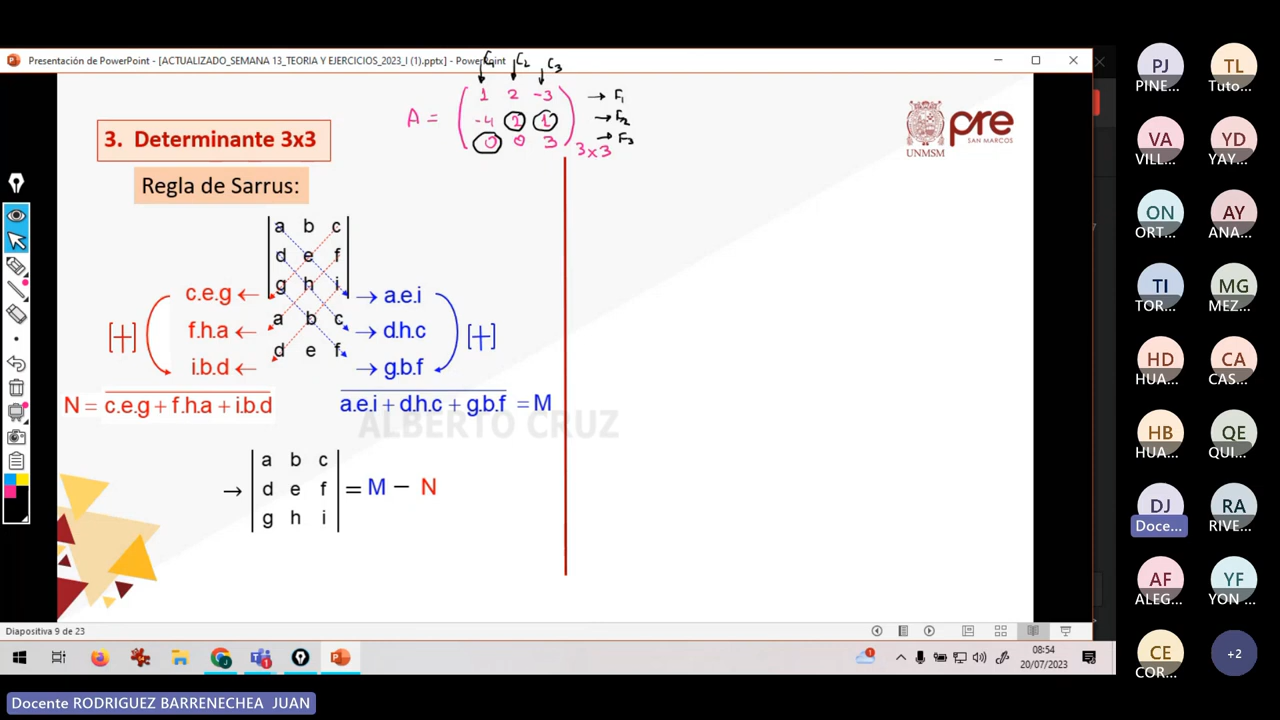 Presentación de PowerPoint - [ACTUALIZADO_SEMANA 13_TEORIA Y EJERCICIOS_2023_I (1).pptx] - PowerPoint
C1 C2 C3
A =
1 2 -3 → F1
-4 1 → F2
0 0 3 → F3
3x3
3. Determinante 3x3
UNMSM
pre
SAN MARCOS
Regla de Sarrus:
a b c
d e f
g h i
a b c
d e f
c.e.g ← → a.e.i
f.h.a ← → d.h.c
i.b.d ← → g.b.f
[+] [+]
N = c.e.g + f.h.a + i.b.d
a.e.i + d.h.c + g.b.f = M
ALBERTO CRUZ
a b c
→ d e f = M − N
g h i
Diapositiva 9 de 23
08:54
20/07/2023
PJ
PINE...
TL
Tuto...
VA
VILL...
YD
YAY...
ON
ORT...
AY
ANA...
TI
TOR...
MG
MEZ...
HD
HUA...
CA
CAS...
HB
HUA...
QE
QUI...
DJ
Doce...
RA
RIVE...
AF
ALEG...
YF
YON ...
CE
COR...
+2
Docente RODRIGUEZ BARRENECHEA JUAN